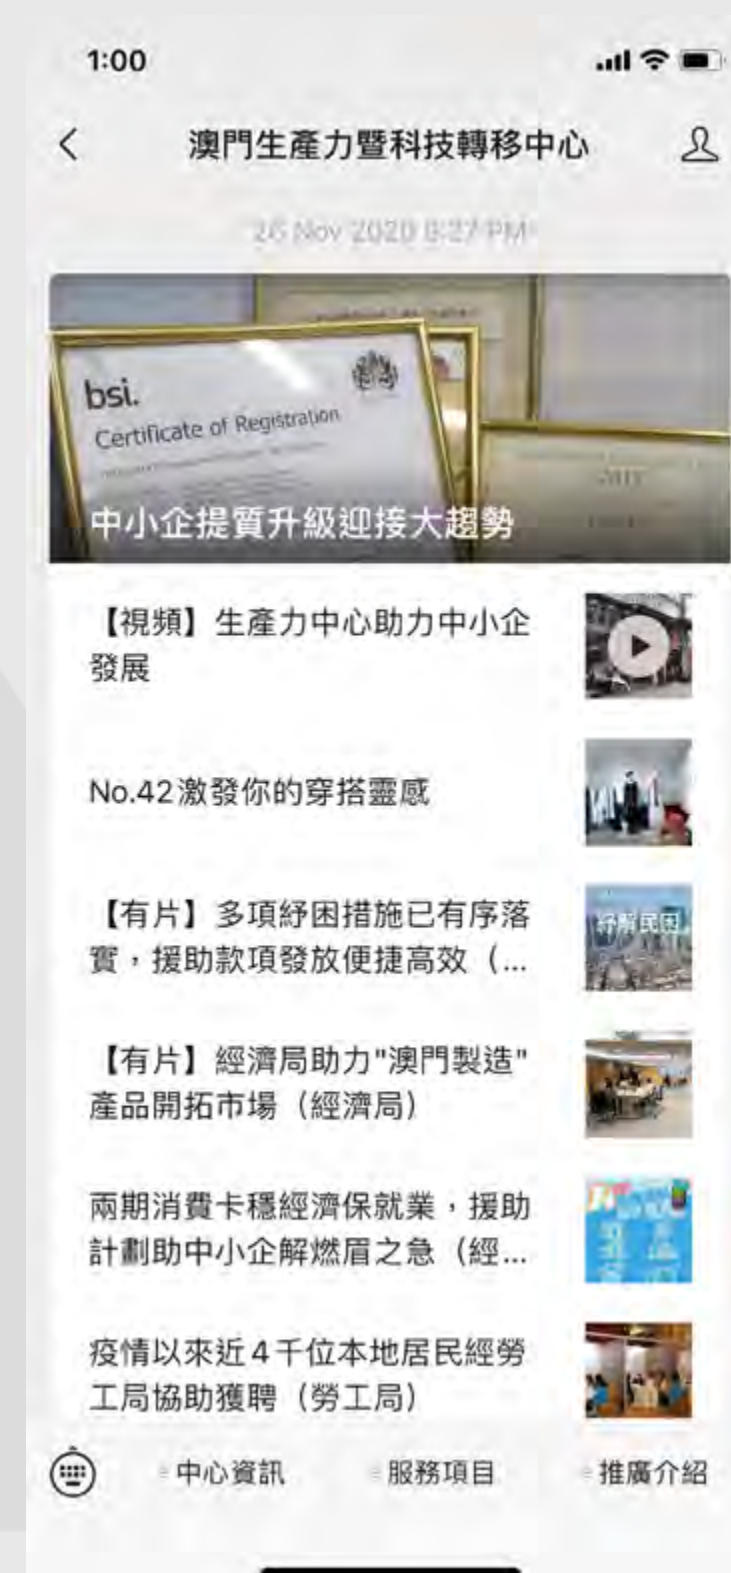 1:00
澳門生產力暨科技轉移中心
26 Nov 2020 8:27 PM
bsi.
Certificate of Registration
中小企提質升級迎接大趨勢
【視頻】生產力中心助力中小企
發展
No.42激發你的穿搭靈感
【有片】多項紓困措施已有序落
實，援助款項發放便捷高效（...
紓解民困
【有片】經濟局助力"澳門製造"
產品開拓市場（經濟局）
兩期消費卡穩經濟保就業，援助
計劃助中小企解燃眉之急（經...
疫情以來近4千位本地居民經勞
工局協助獲聘（勞工局）
中心資訊
服務項目
推廣介紹